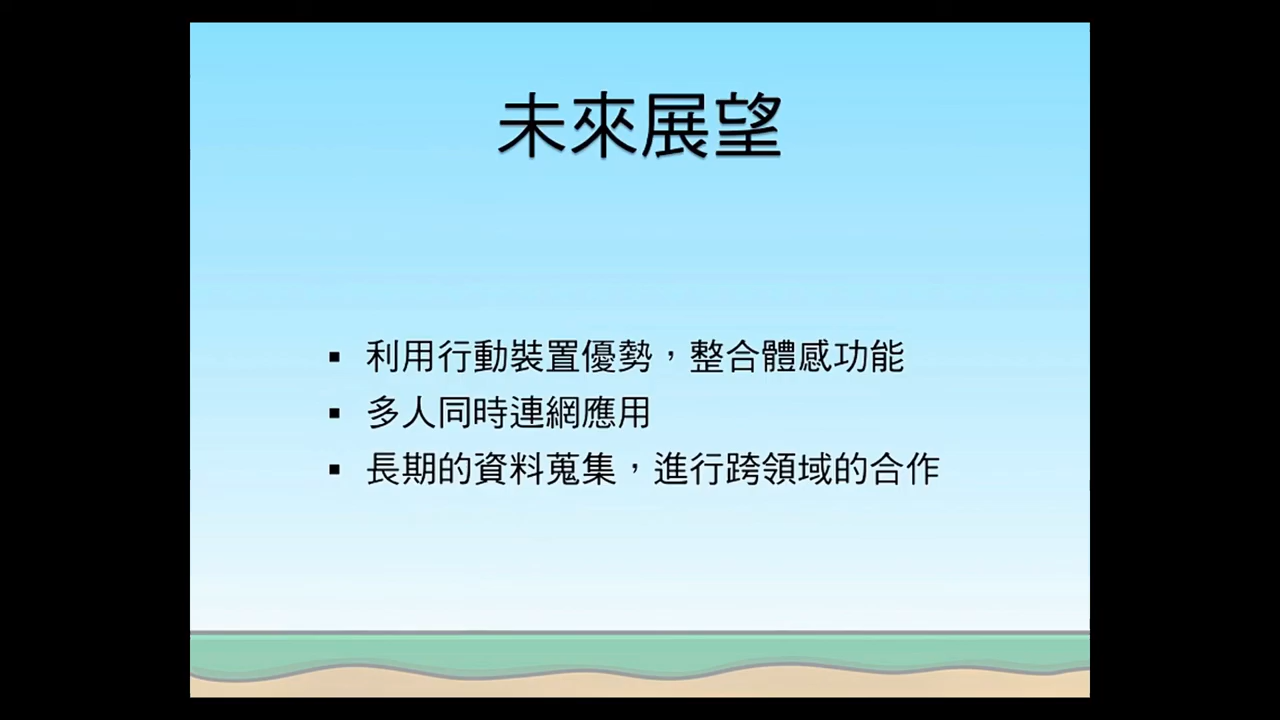 未來展望
▪ 利用行動裝置優勢，整合體感功能
▪ 多人同時連網應用
▪ 長期的資料蒐集，進行跨領域的合作